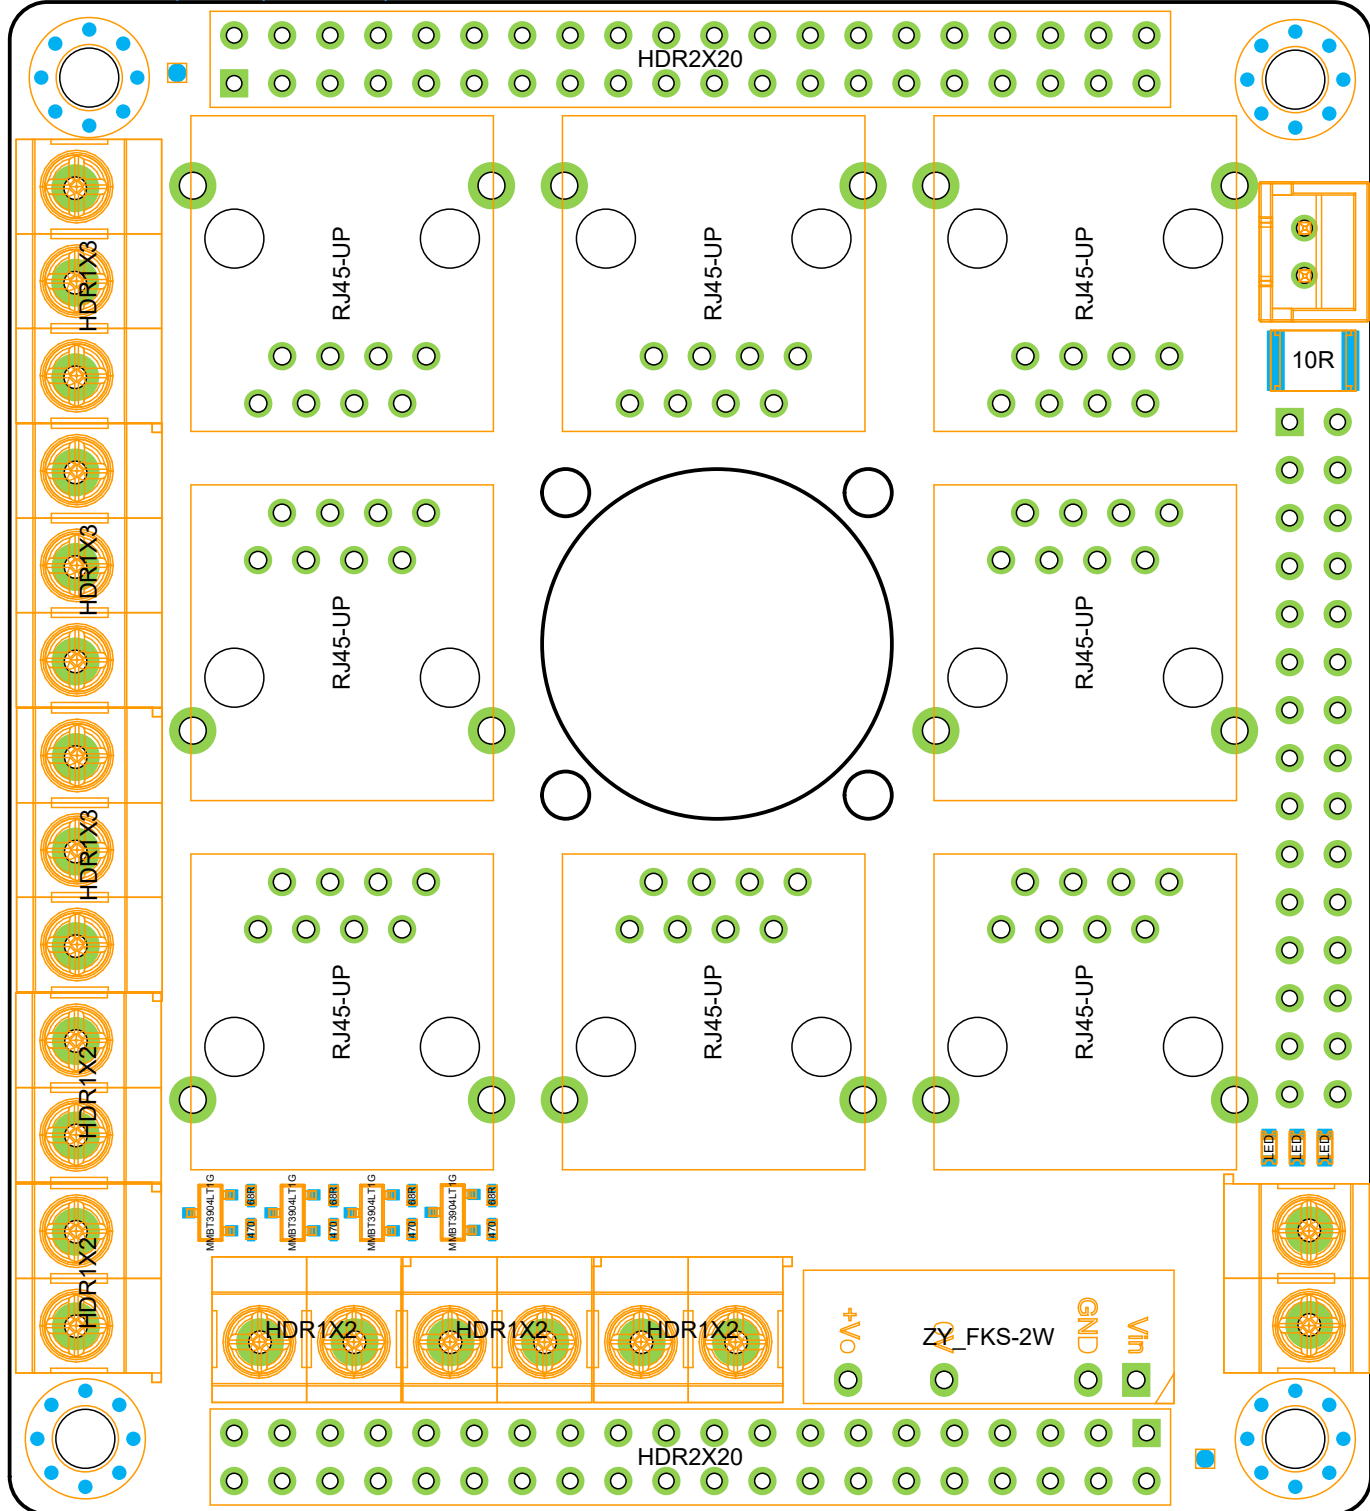 HDR2X20
RJ45-UP
RJ45-UP
RJ45-UP
HDR1X3
10R
HDR1X3
RJ45-UP
RJ45-UP
HDR1X3
RJ45-UP
RJ45-UP
RJ45-UP
HDR1X2
LED
LED
LED
MMBT3904LT1G
68R
470
MMBT3904LT1G
68R
470
MMBT3904LT1G
68R
470
MMBT3904LT1G
68R
470
HDR1X2
HDR1X2
HDR1X2
HDR1X2
+Vo
0V
ZY_FKS-2W
GND
Vin
HDR2X20